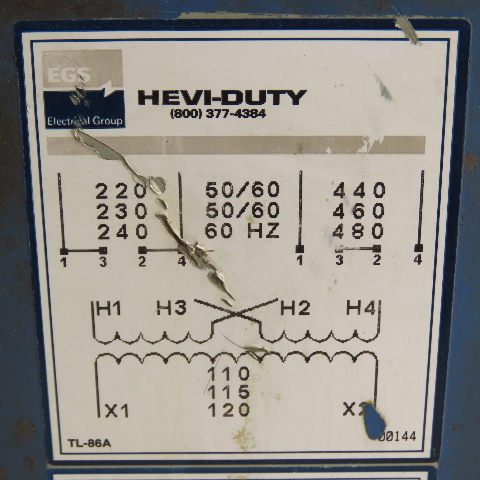 EGS
Electrical Group
HEVI-DUTY
(800) 377-4384
220 50/60 440
230 50/60 460
240 60 HZ 480
1 3 2 4 1 3 2 4
H1 H3 H2 H4
110
115
120
X1 X2
TL-86A 00144